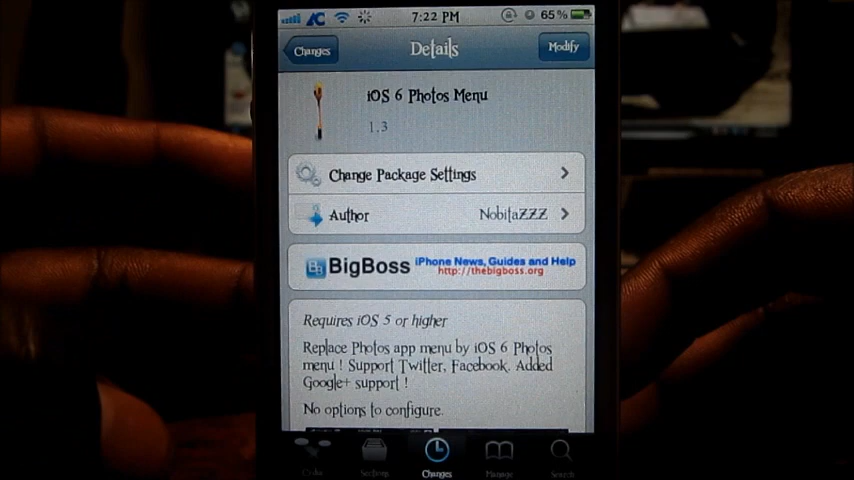 AC 7:22 PM 65%
Changes Details Modify
iOS 6 Photos Menu
1.3
Change Package Settings
Author NobitaZZZ
BigBoss iPhone News, Guides and Help
http://thebigboss.org
Requires iOS 5 or higher
Replace Photos app menu by iOS 6 Photos
menu ! Support Twitter, Facebook. Added
Google+ support !
No options to configure.
Cydia Sections Changes Manage Search